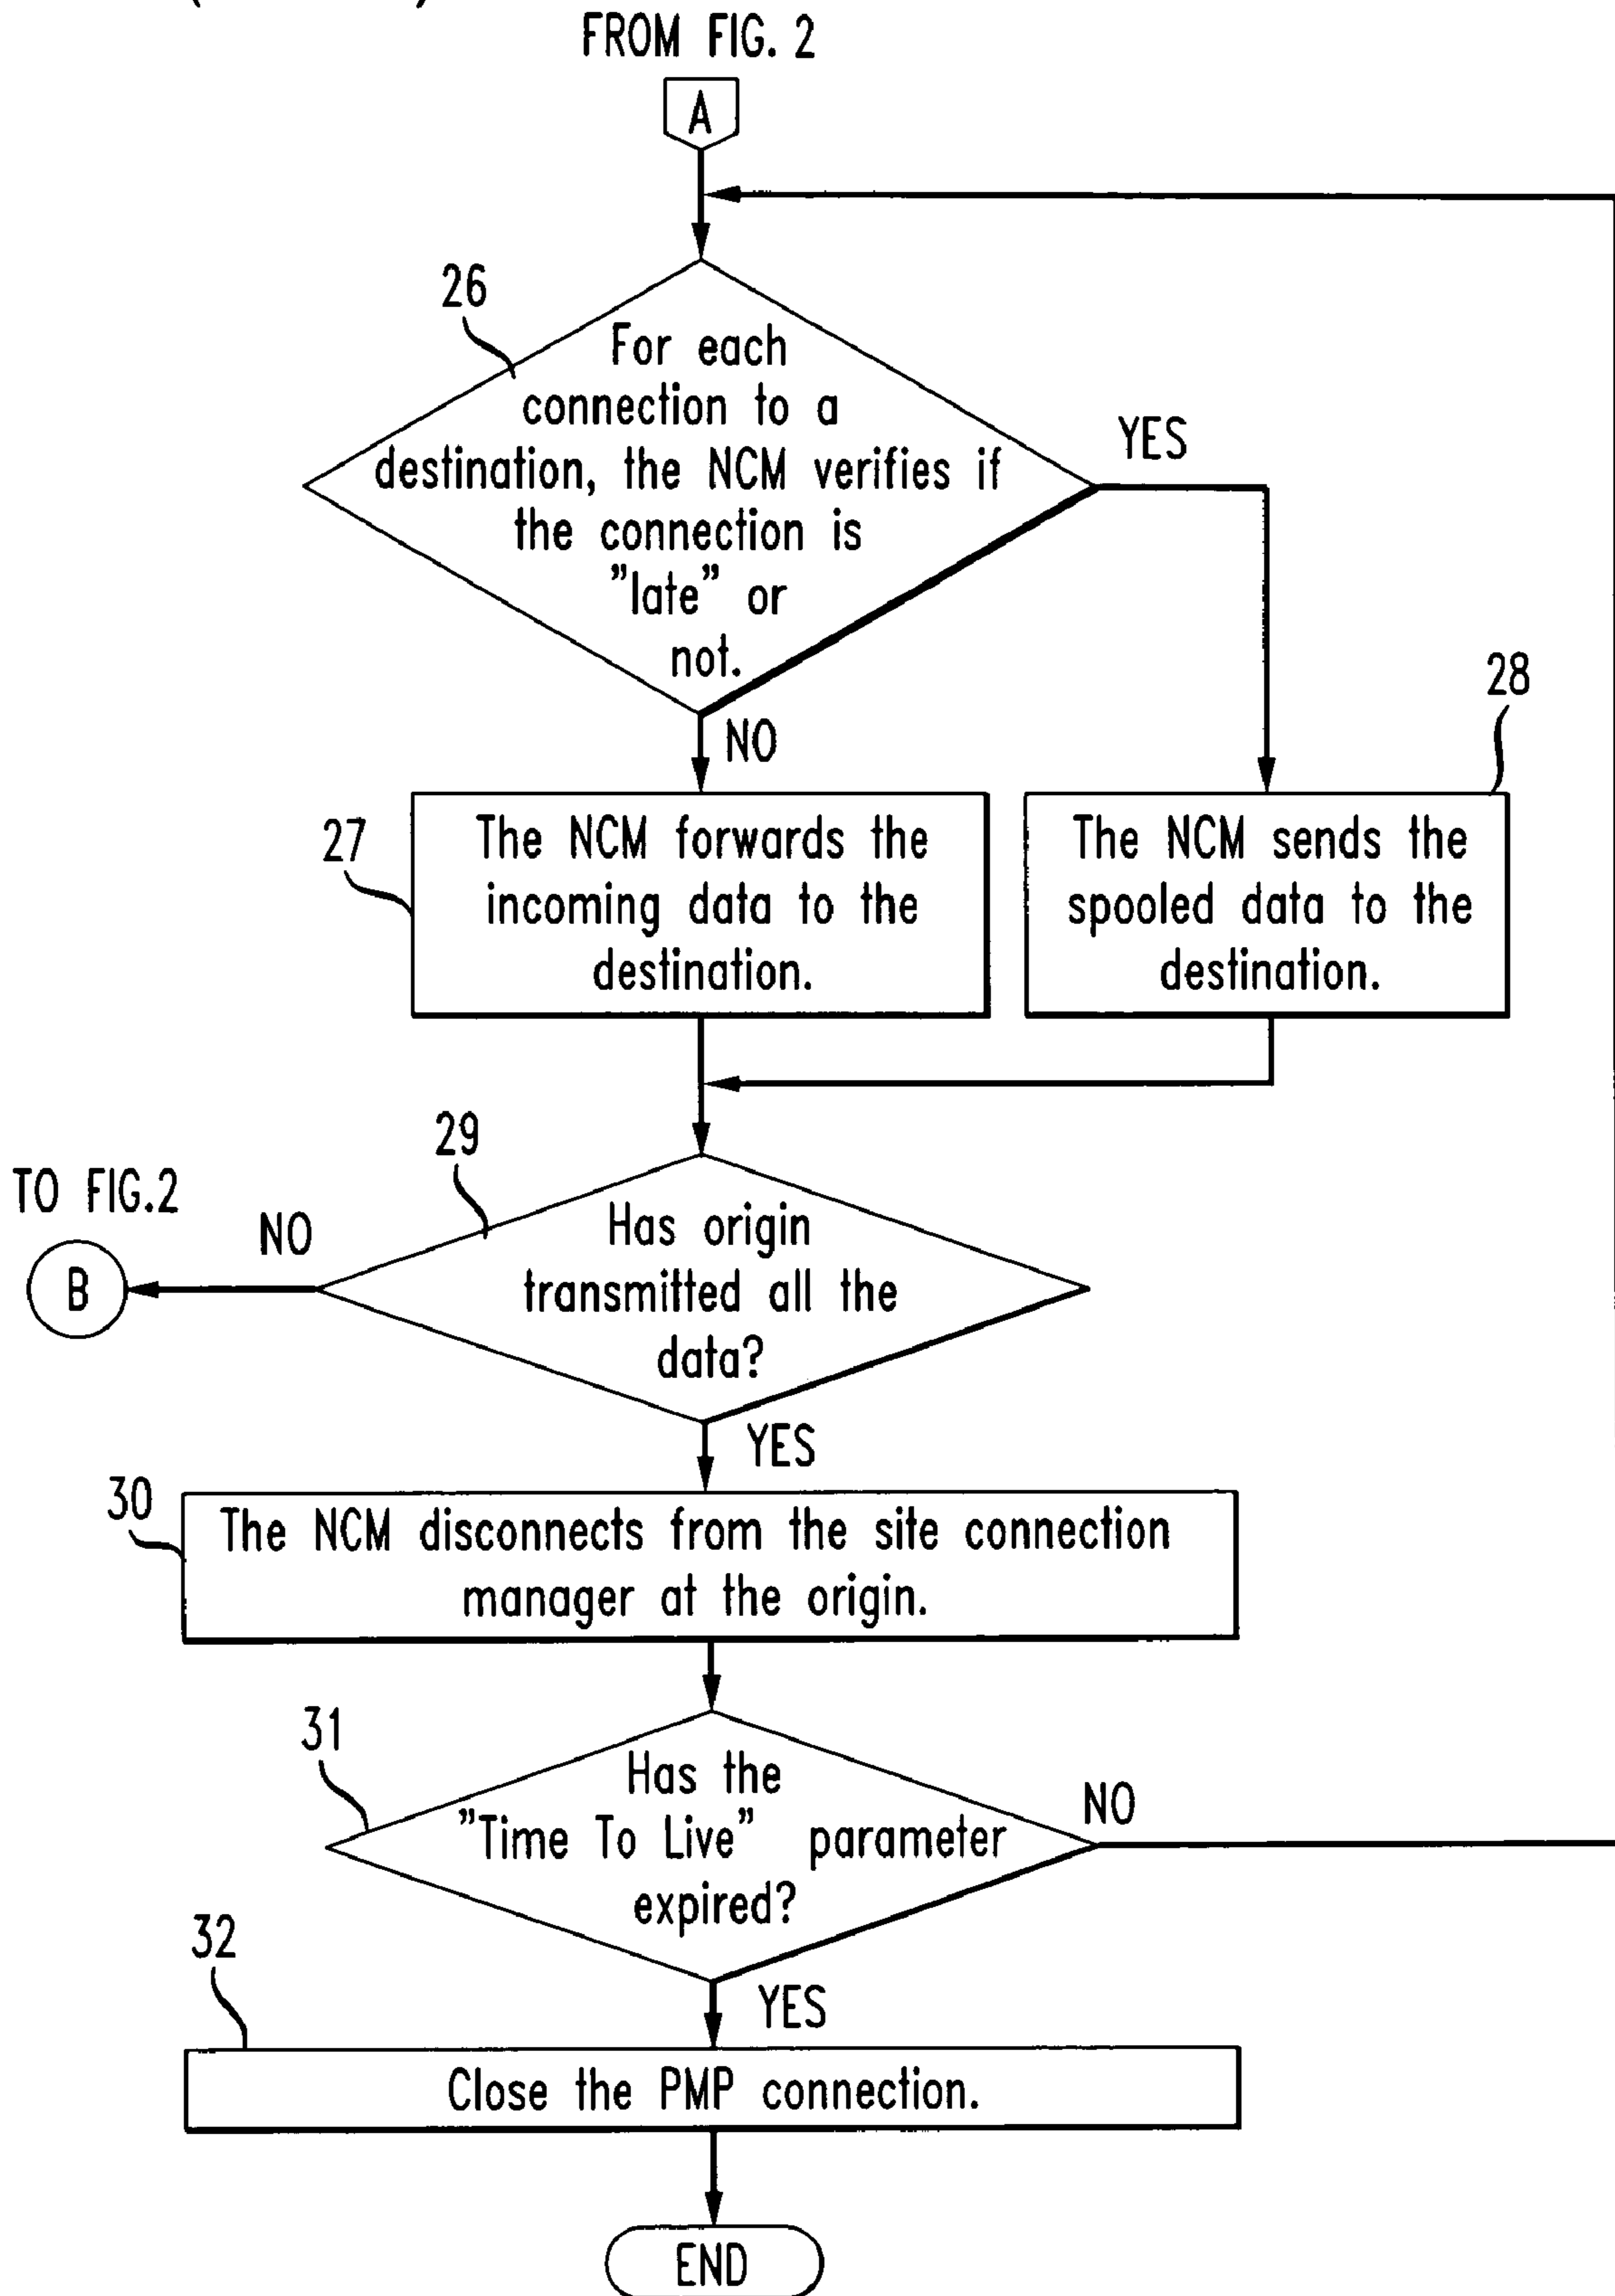 FROM FIG. 2
A
26
For each
connection to a
destination, the NCM verifies if
the connection is
"late" or
not.
YES
NO
28
27
The NCM forwards the
incoming data to the
destination.
The NCM sends the
spooled data to the
destination.
29
TO FIG.2
NO
B
Has origin
transmitted all the
data?
YES
30
The NCM disconnects from the site connection
manager at the origin.
31
Has the
"Time To Live" parameter
expired?
NO
32
YES
Close the PMP connection.
END